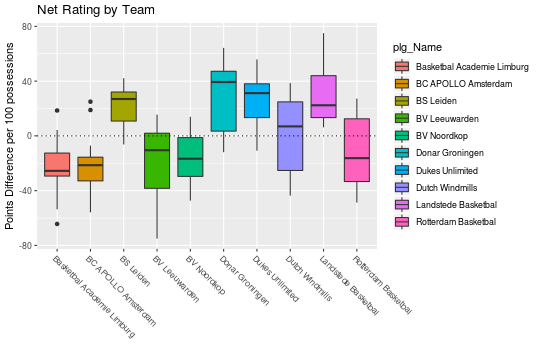 Net Rating by Team
Points Difference per 100 possessions
80
40
0
-40
-80
Basketbal Academie Limburg
BC APOLLO Amsterdam
BS Leiden
BV Leeuwarden
BV Noordkop
Donar Groningen
Dukes Unlimited
Dutch Windmills
Landstede Basketbal
Rotterdam Basketbal
plg_Name
Basketbal Academie Limburg
BC APOLLO Amsterdam
BS Leiden
BV Leeuwarden
BV Noordkop
Donar Groningen
Dukes Unlimited
Dutch Windmills
Landstede Basketbal
Rotterdam Basketbal